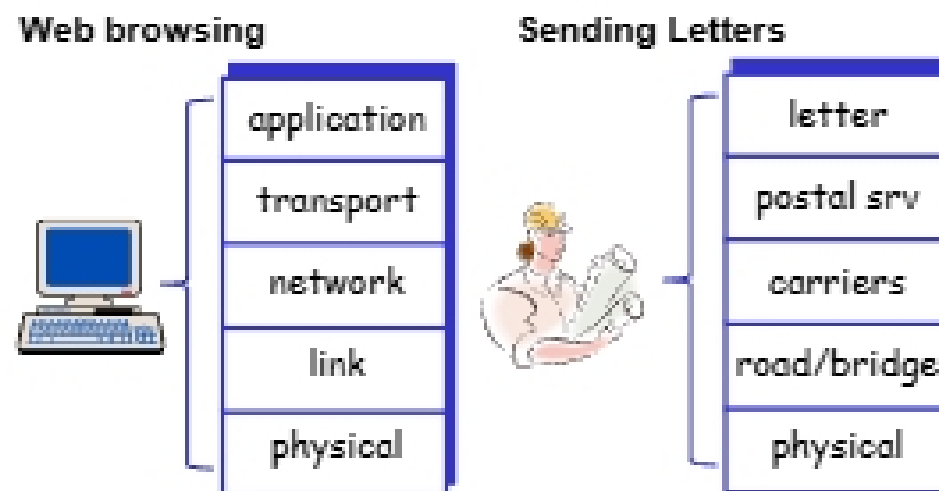 Web browsing
application
transport
network
link
physical
Sending Letters
letter
postal srv
carriers
road/bridge
physical